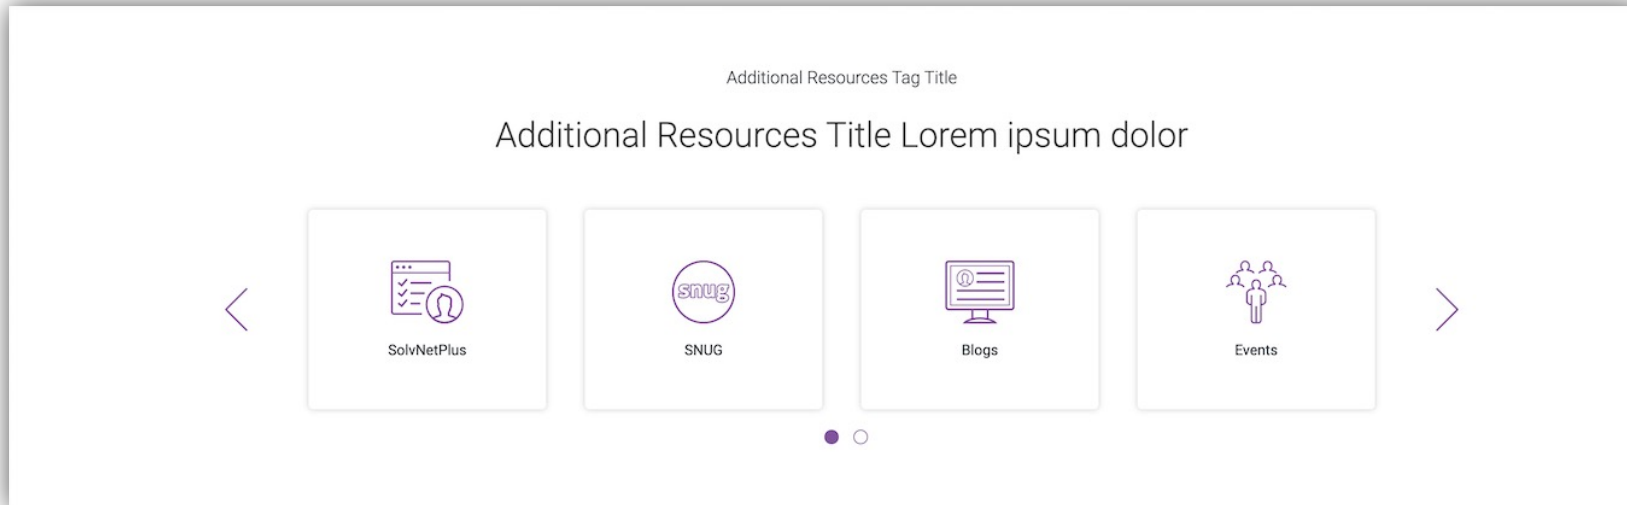 Additional Resources Tag Title
Additional Resources Title Lorem ipsum dolor
snug
SolvNetPlus
SNUG
Blogs
Events